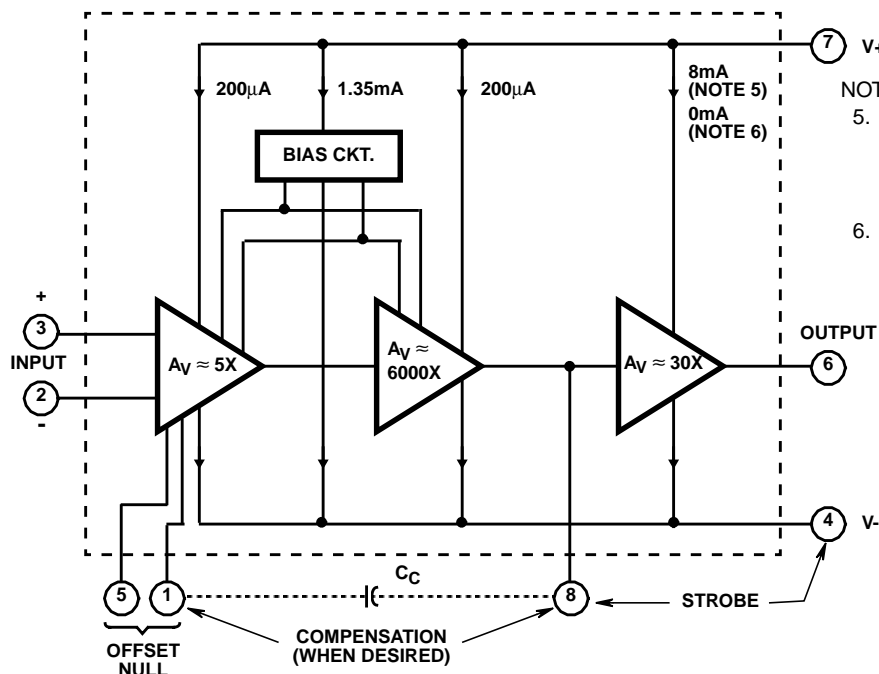 7
V+
200µA
1.35mA
200µA
8mA
(NOTE 5)
0mA
(NOTE 6)
NOT
5.
6.
BIAS CKT.
+
3
INPUT
2
-
AV ≈ 5X
AV ≈
6000X
AV ≈ 30X
OUTPUT
6
4
V-
5
1
CC
8
STROBE
OFFSET
NULL
COMPENSATION
(WHEN DESIRED)